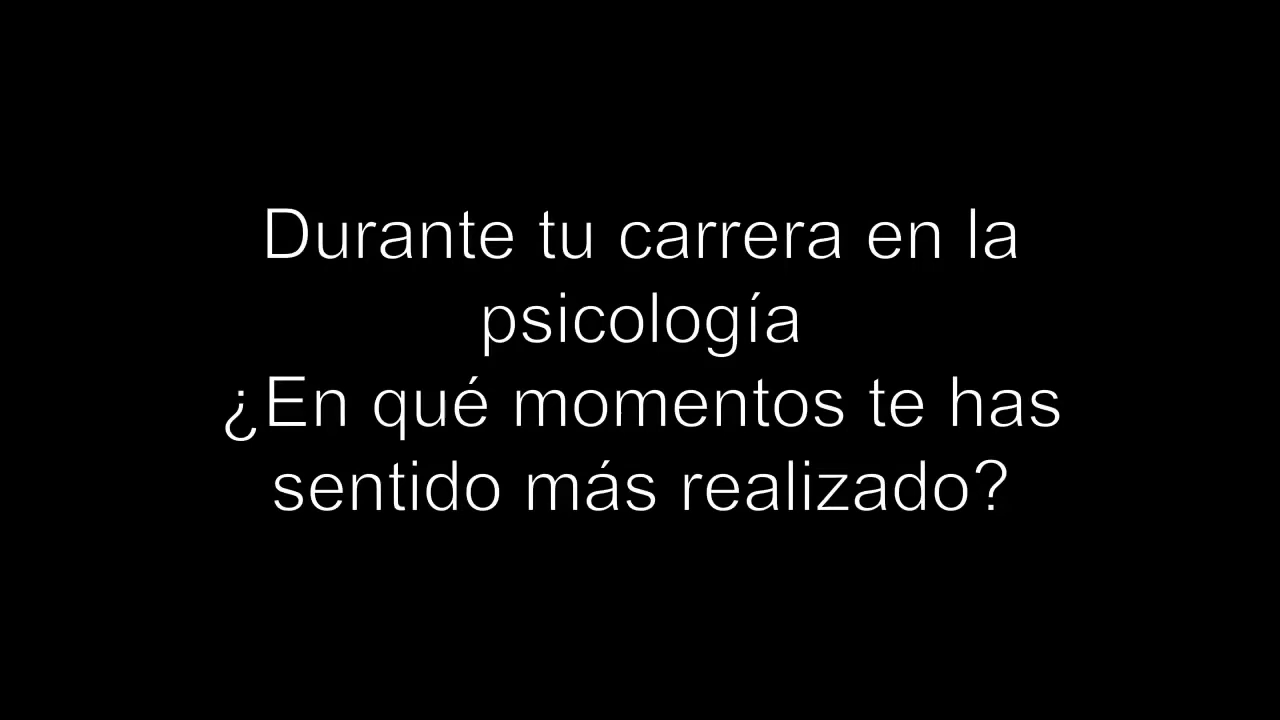 Durante tu carrera en la
psicología
¿En qué momentos te has
sentido más realizado?